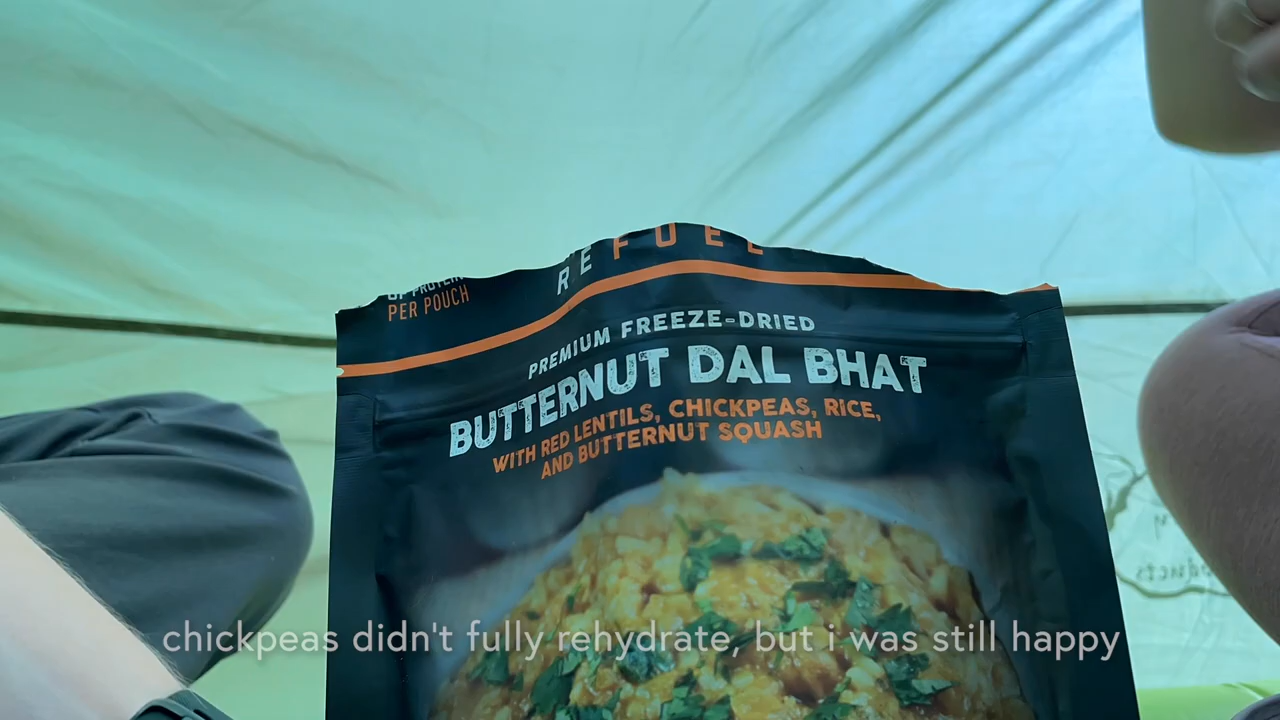 REFUEL
PER POUCH
PREMIUM FREEZE-DRIED
BUTTERNUT DAL BHAT
WITH RED LENTILS, CHICKPEAS, RICE,
AND BUTTERNUT SQUASH
chickpeas didn't fully rehydrate, but i was still happy